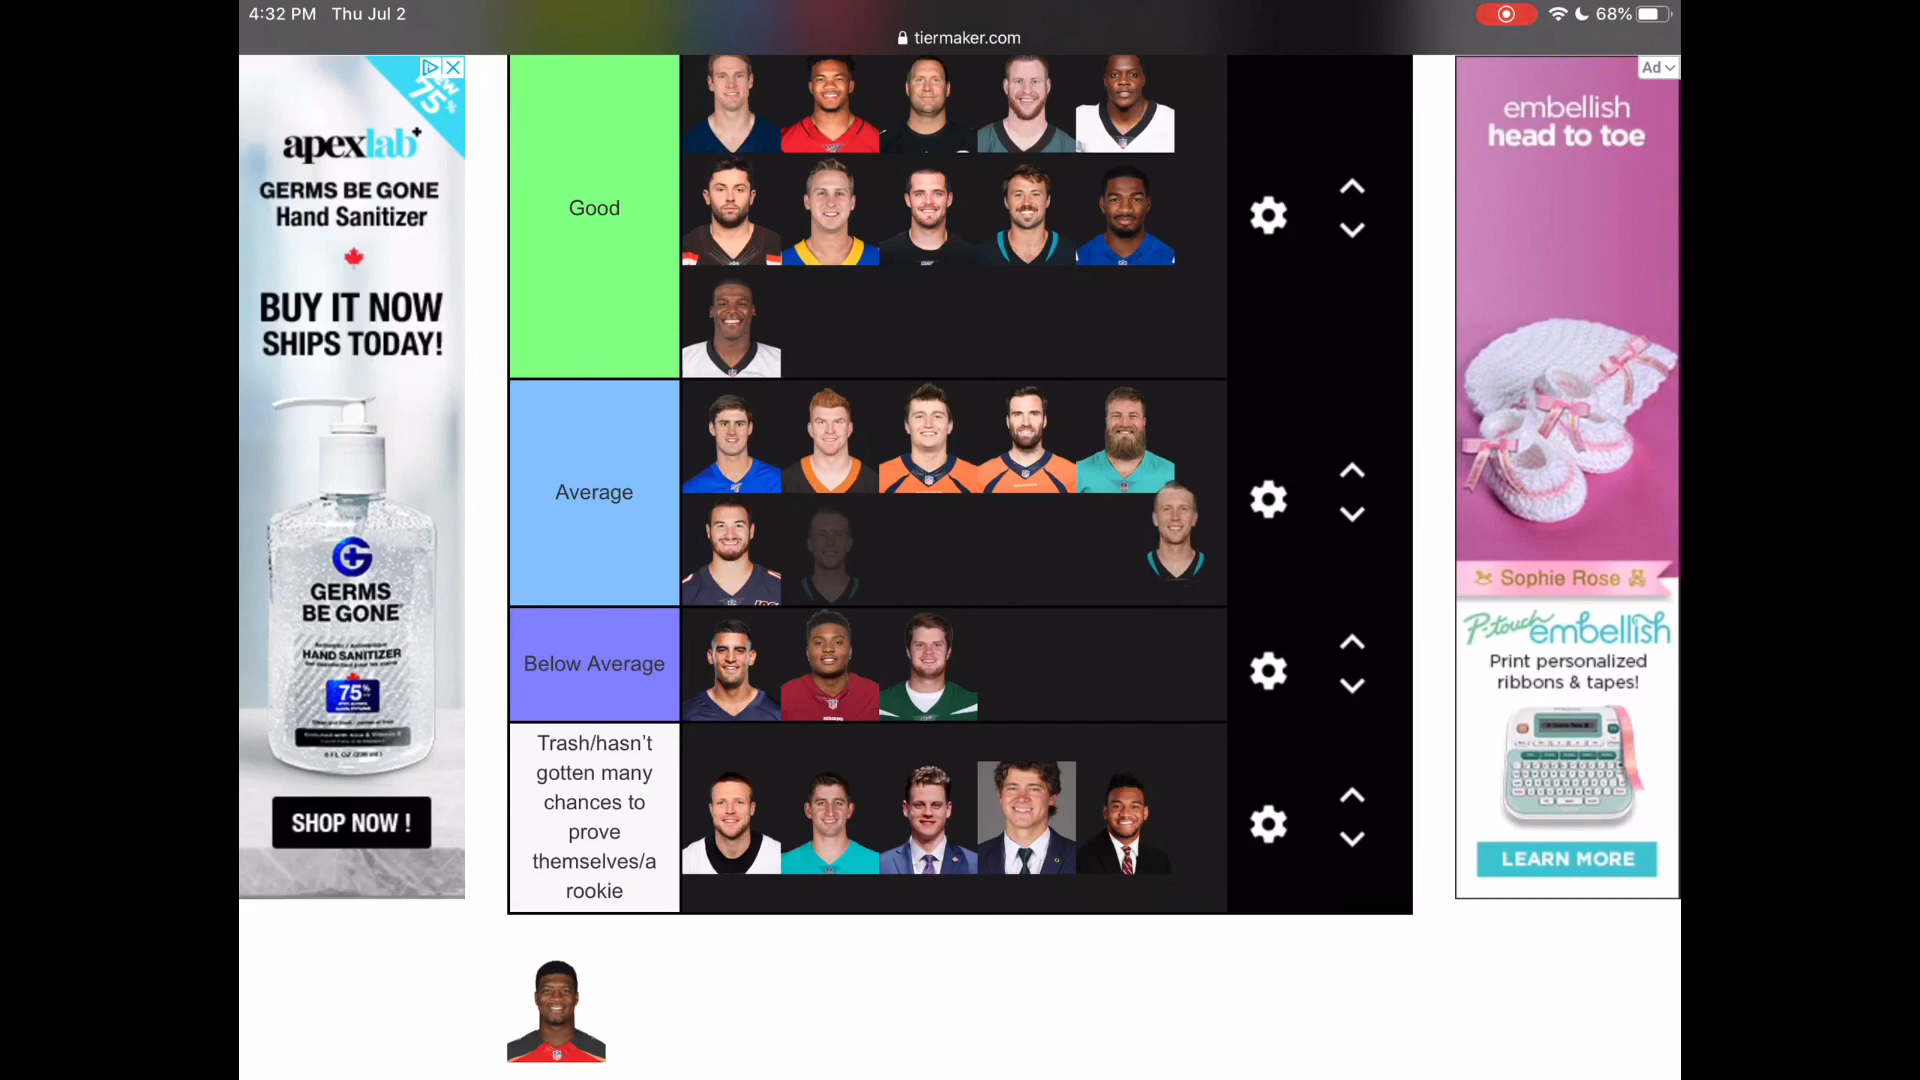 4:32 PM Thu Jul 2
68%
tiermaker.com
75%
apexlab+
GERMS BE GONE
Hand Sanitizer
BUY IT NOW
SHIPS TODAY!
GERMS
BE GONE
HAND SANITIZER
75%
SHOP NOW !
Good
Average
Below Average
Trash/hasn't
gotten many
chances to
prove
themselves/a
rookie
Ad
embellish
head to toe
Sophie Rose
P-touch embellish
Print personalized
ribbons & tapes!
LEARN MORE